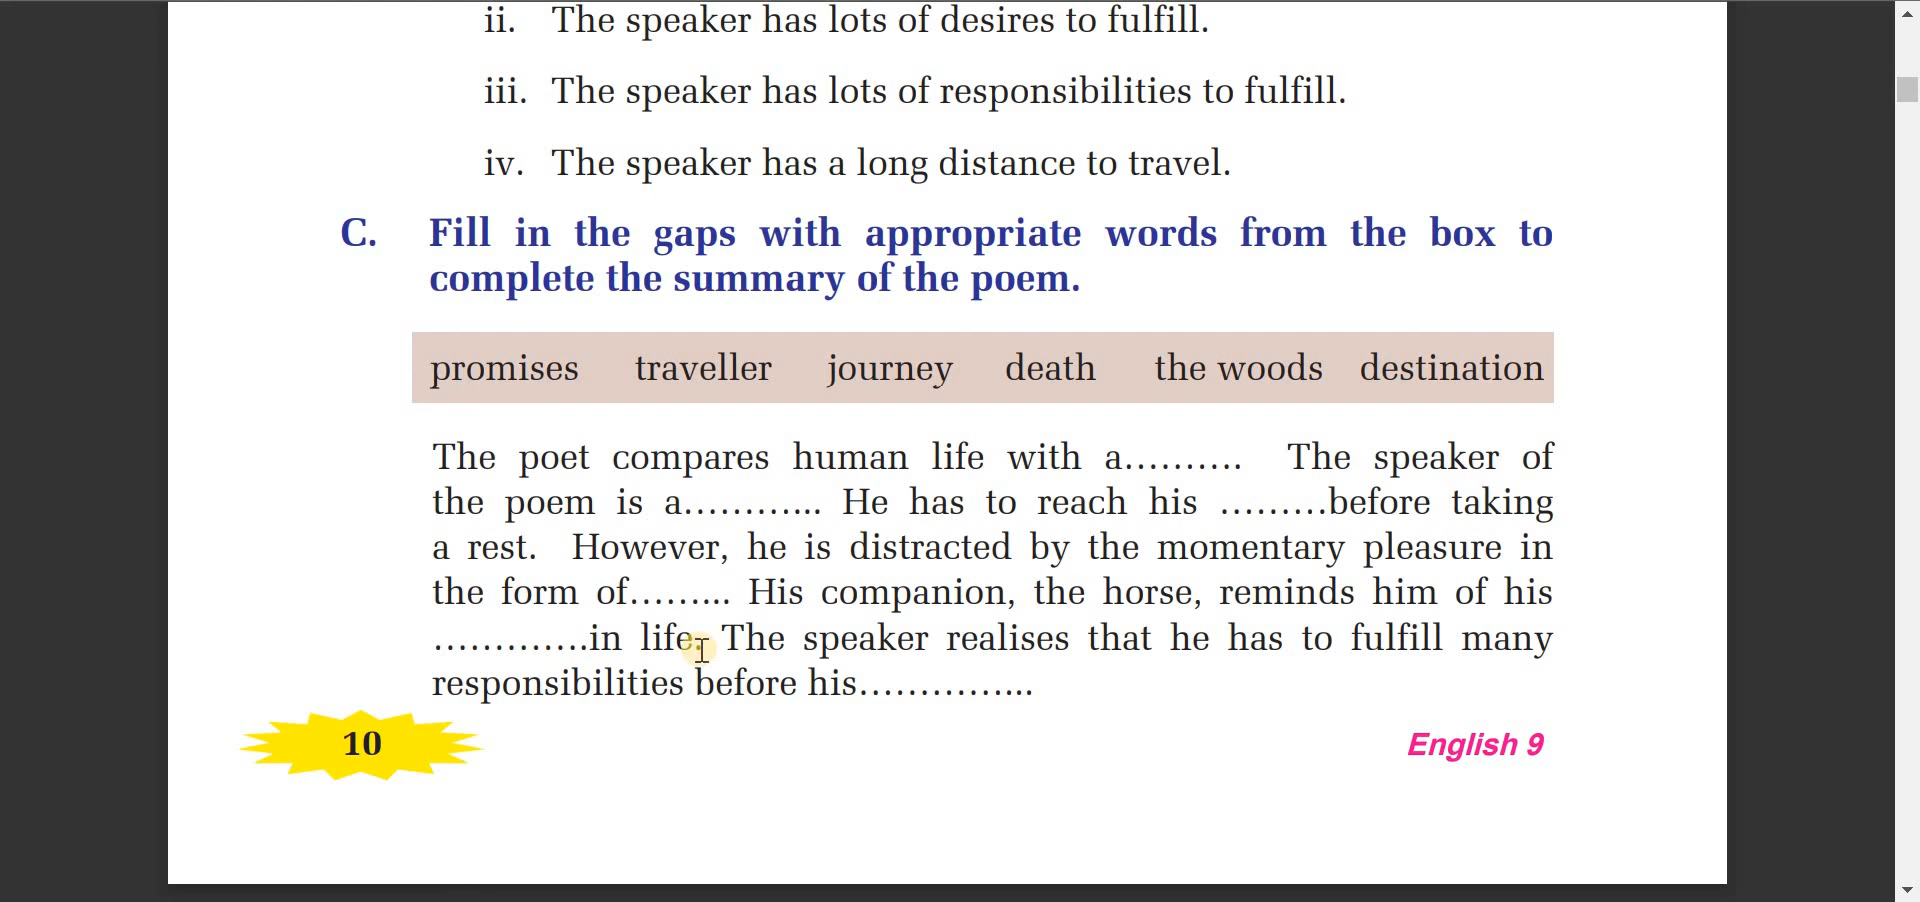 ii. The speaker has lots of desires to fulfill.
iii. The speaker has lots of responsibilities to fulfill.
iv. The speaker has a long distance to travel.
C. Fill in the gaps with appropriate words from the box to
complete the summary of the poem.
promises traveller journey death the woods destination
The poet compares human life with a.......... The speaker of
the poem is a............ He has to reach his .........before taking
a rest. However, he is distracted by the momentary pleasure in
the form of......... His companion, the horse, reminds him of his
.............in life. The speaker realises that he has to fulfill many
responsibilities before his...............
10
English 9